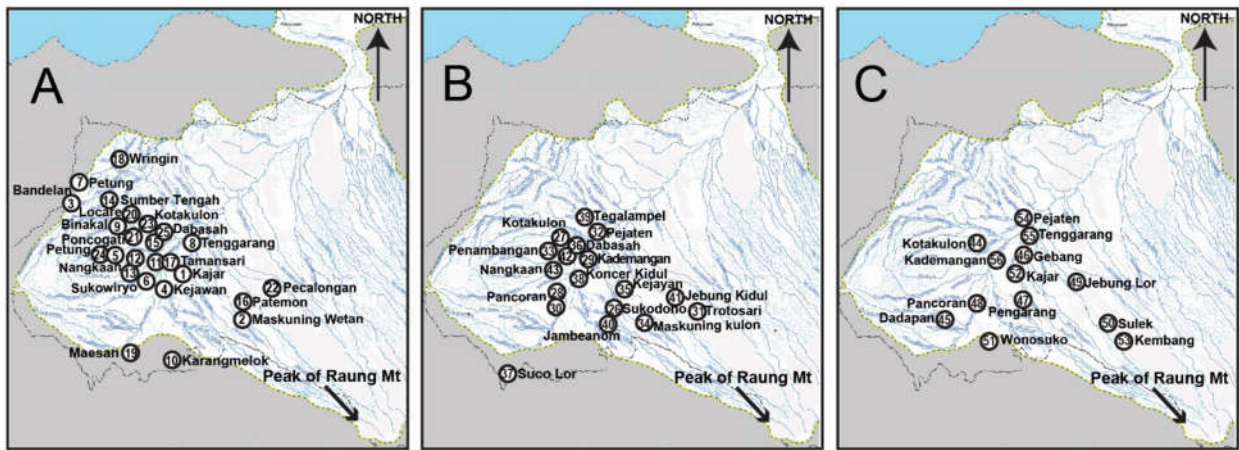 NORTH
A
18 Wringin
7 Petung
Bandelan
3
14 Sumber Tengah
Locare 20
23 Kotakulon
Binakal 9
25 Dabasah
Poncogati 21
15
8 Tenggarang
Petung 24 5 12
11 17 Tamansari
Nangkaan 13
1 Kajar
Sukowiryo 6
4 Kejawan
22 Pecalongan
16 Patemon
2 Maskuning Wetan
Maesan 19
10 Karangmelok
Peak of Raung Mt
NORTH
B
39 Tegalampel
Kotakulon 27
32 Pejaten
36 Dabasah
Penambangan 33
42
29 Kademangan
Nangkaan 43
38 Koncer Kidul
Pancoran 28
35 Kejayan
41 Jebung Kidul
30
26 Sukodono
31 Trotosari
Jambeanom 40
34 Maskuning kulon
37 Suco Lor
Peak of Raung Mt
NORTH
C
54 Pejaten
55 Tenggarang
Kotakulon 44
46 Gebang
Kademangan 56
52 Kajar
49 Jebung Lor
Pancoran 48
47 Pengarang
Dadapan 45
50 Sulek
51 Wonosuko
53 Kembang
Peak of Raung Mt